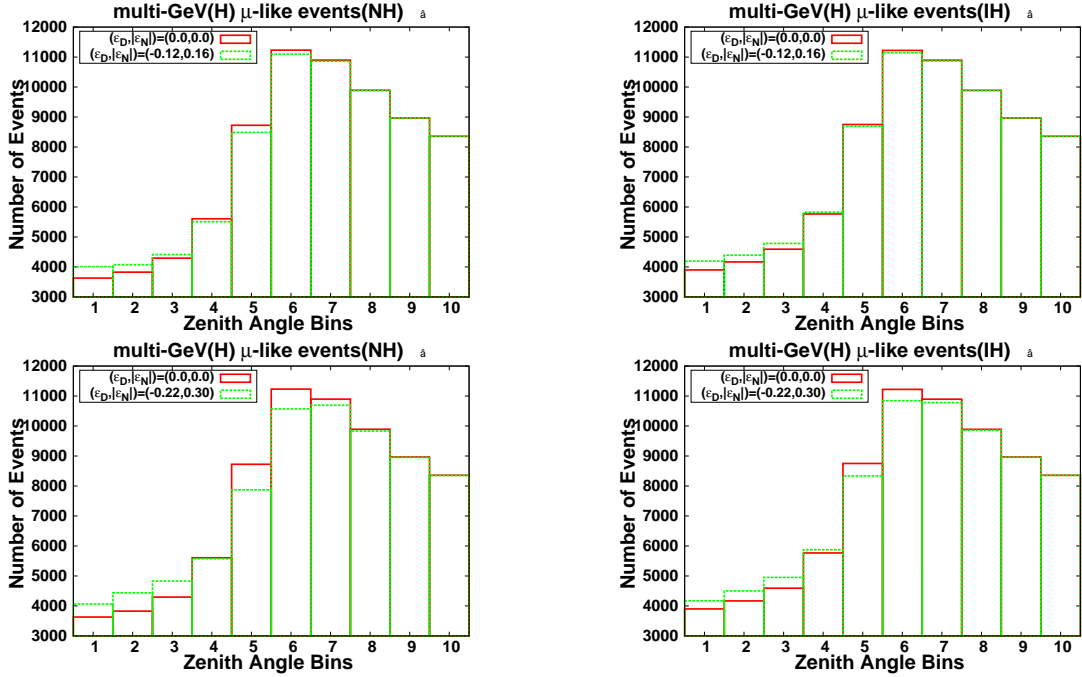 multi-GeV(H) μ-like events(NH) â
(ε_D,|ε_N|)=(0.0,0.0)
(ε_D,|ε_N|)=(-0.12,0.16)
Number of Events
12000
11000
10000
9000
8000
7000
6000
5000
4000
3000
1 2 3 4 5 6 7 8 9 10
Zenith Angle Bins
multi-GeV(H) μ-like events(IH) â
(ε_D,|ε_N|)=(0.0,0.0)
(ε_D,|ε_N|)=(-0.12,0.16)
Number of Events
12000
11000
10000
9000
8000
7000
6000
5000
4000
3000
1 2 3 4 5 6 7 8 9 10
Zenith Angle Bins
multi-GeV(H) μ-like events(NH) â
(ε_D,|ε_N|)=(0.0,0.0)
(ε_D,|ε_N|)=(-0.22,0.30)
Number of Events
12000
11000
10000
9000
8000
7000
6000
5000
4000
3000
1 2 3 4 5 6 7 8 9 10
Zenith Angle Bins
multi-GeV(H) μ-like events(IH) â
(ε_D,|ε_N|)=(0.0,0.0)
(ε_D,|ε_N|)=(-0.22,0.30)
Number of Events
12000
11000
10000
9000
8000
7000
6000
5000
4000
3000
1 2 3 4 5 6 7 8 9 10
Zenith Angle Bins